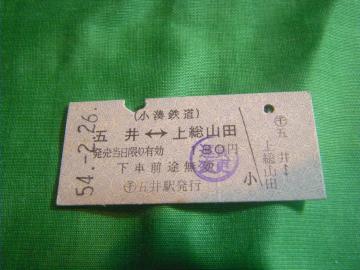 54.-2.26.
(小湊鉄道)
五井↔上総山田
発売当日限り有効 180円
下車前途無効
㋜五井駅発行
五井↔
上総山田
小